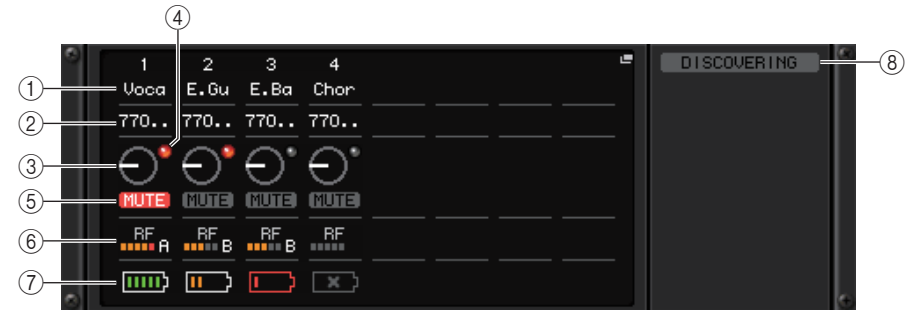 ④
1 2 3 4 DISCOVERING ⑧
① Voca E.Gu E.Ba Chor
② 770.. 770.. 770.. 770..
③
⑤ MUTE MUTE MUTE MUTE
⑥ RF A RF B RF B RF
⑦